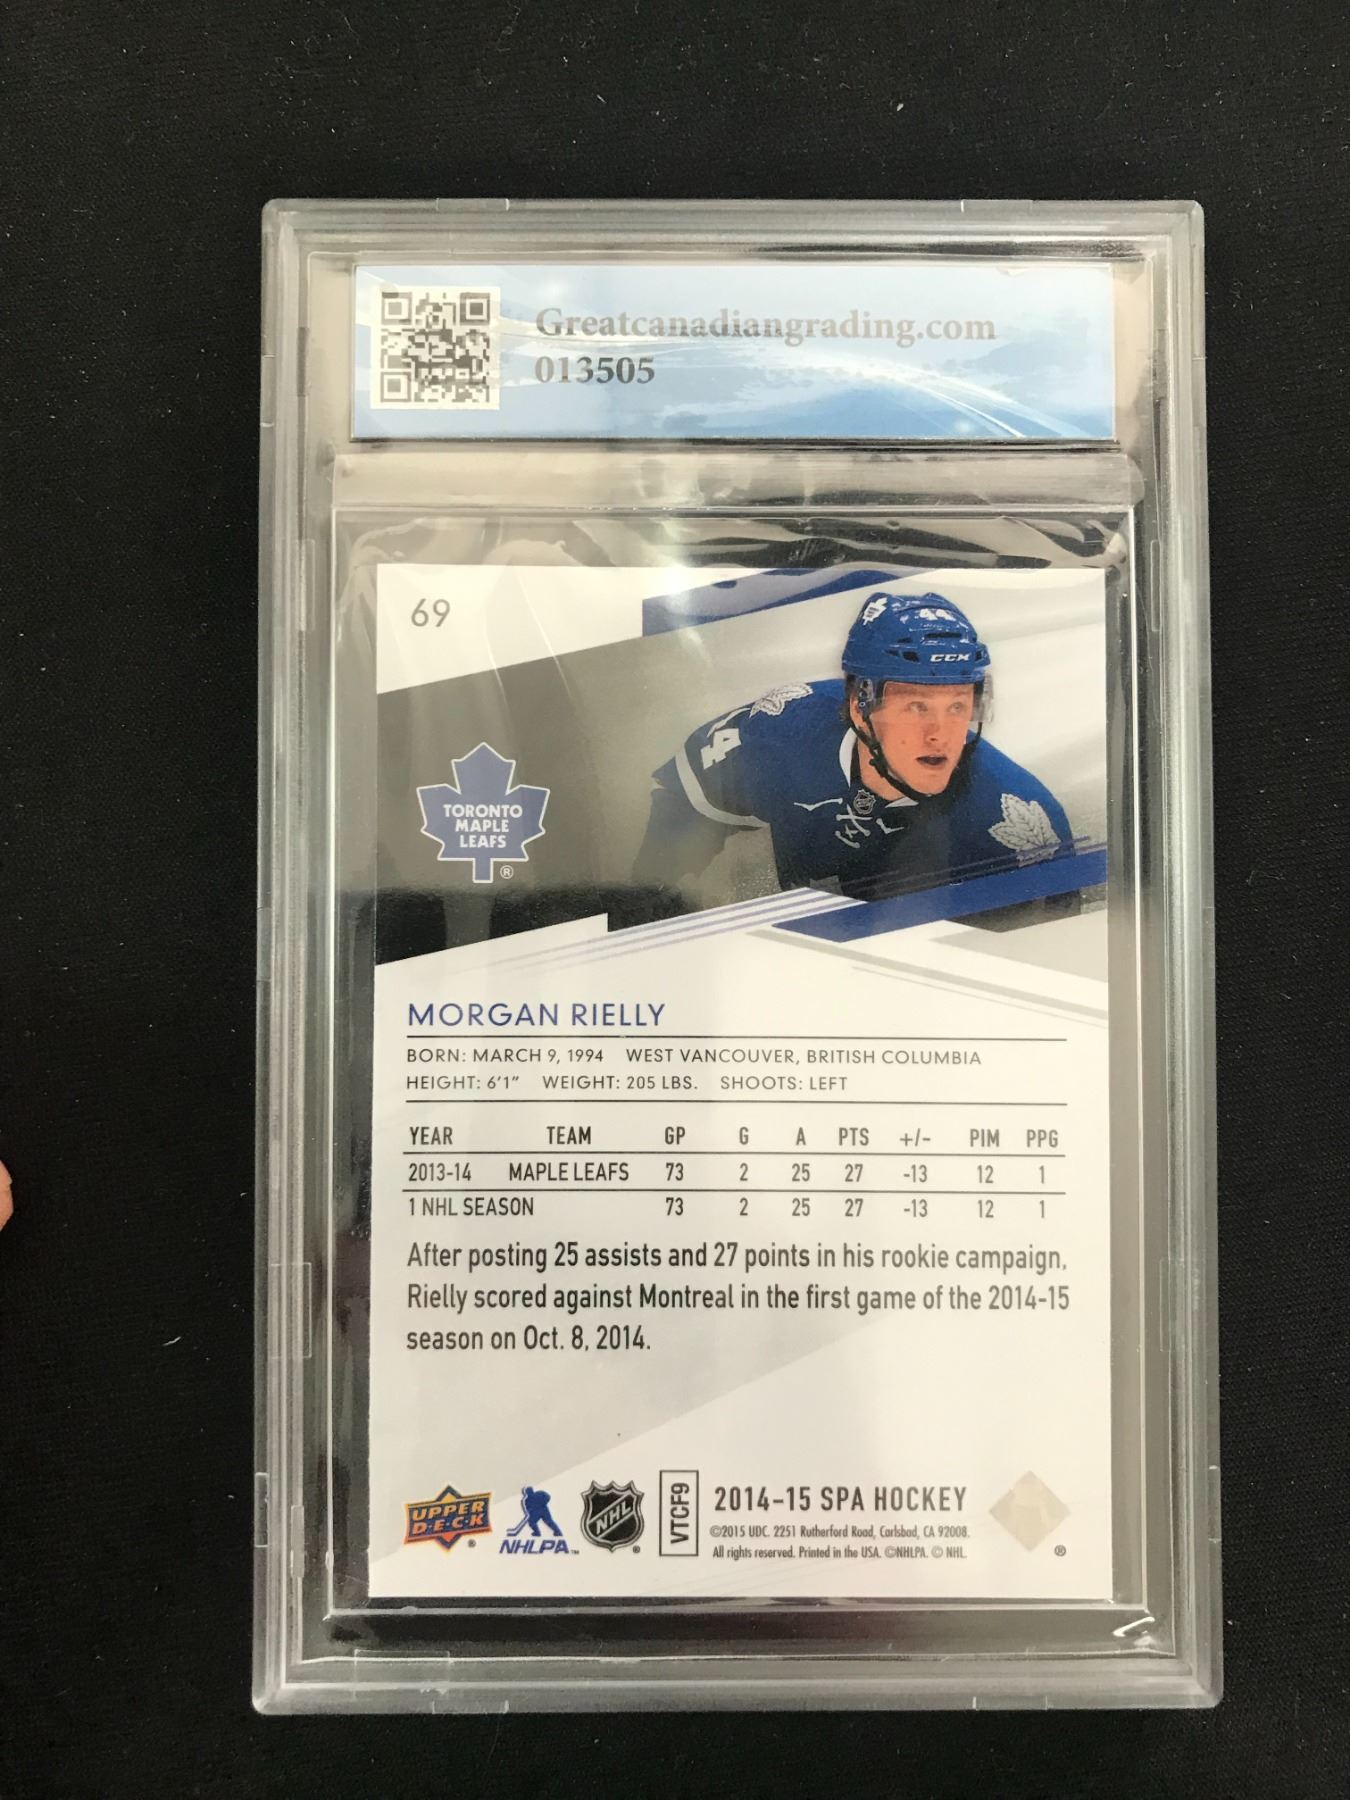 Greatcanadiangrading.com
013505
69
44
CCM
44
TORONTO
MAPLE
LEAFS
®
MORGAN RIELLY
BORN: MARCH 9, 1994 WEST VANCOUVER, BRITISH COLUMBIA
HEIGHT: 6'1" WEIGHT: 205 LBS. SHOOTS: LEFT
YEAR TEAM GP G A PTS +/- PIM PPG
2013-14 MAPLE LEAFS 73 2 25 27 -13 12 1
1 NHL SEASON 73 2 25 27 -13 12 1
After posting 25 assists and 27 points in his rookie campaign,
Rielly scored against Montreal in the first game of the 2014-15
season on Oct. 8, 2014.
UPPER
D·E·C·K
®
NHLPA™
NHL
®
VTCF9
2014-15 SPA HOCKEY
©2015 UDC. 2251 Rutherford Road, Carlsbad, CA 92008.
All rights reserved. Printed in the USA. ©NHLPA. © NHL.
®